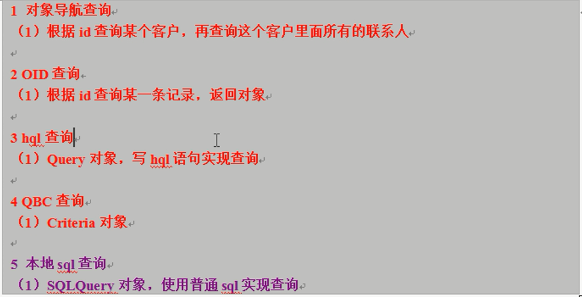 1 对象导航查询
（1）根据 id 查询某个客户，再查询这个客户里面所有的联系人
2 OID 查询
（1）根据 id 查询某一条记录，返回对象
3 hql 查询
（1）Query 对象，写 hql 语句实现查询
4 QBC 查询
（1）Criteria 对象
5 本地 sql 查询
（1）SQLQuery 对象，使用普通 sql 实现查询